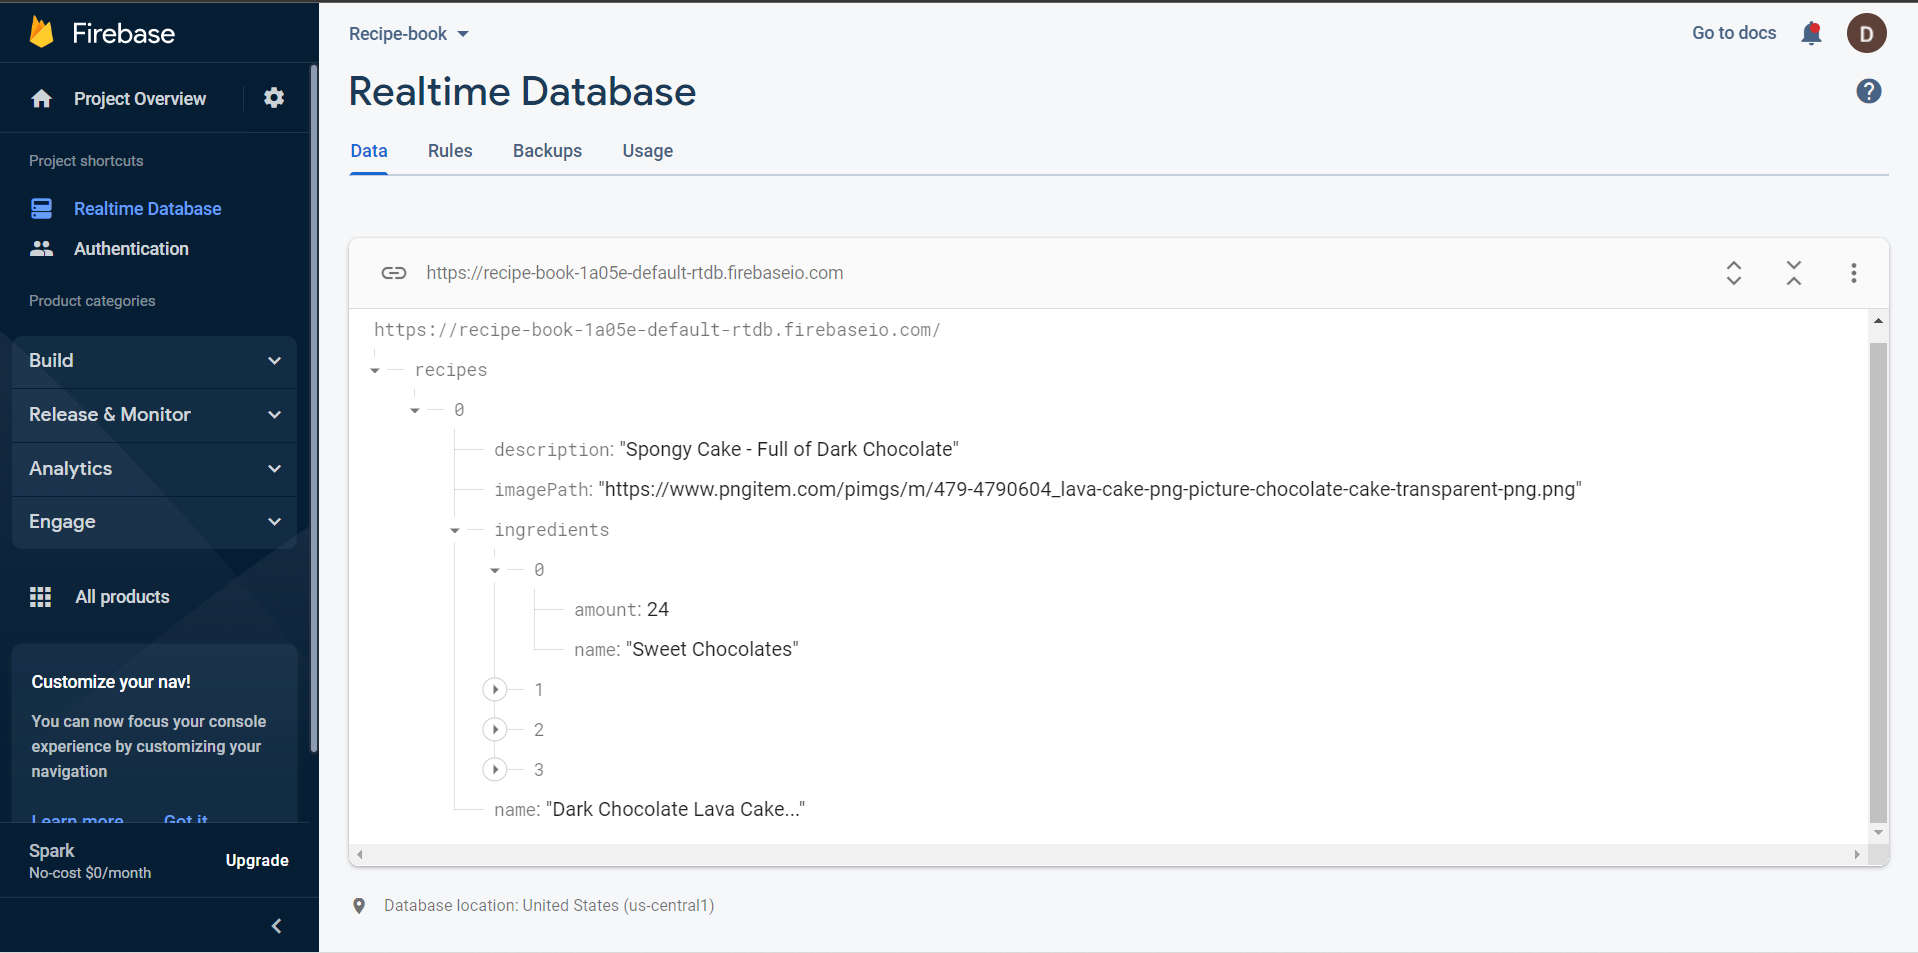 Firebase
Project Overview
Project shortcuts
Realtime Database
Authentication
Product categories
Build
Release & Monitor
Analytics
Engage
All products
Customize your nav!
You can now focus your console
experience by customizing your
navigation
Learn more Got it
Spark
No-cost $0/month
Upgrade
Recipe-book
Go to docs
D
Realtime Database
?
Data Rules Backups Usage
https://recipe-book-1a05e-default-rtdb.firebaseio.com
https://recipe-book-1a05e-default-rtdb.firebaseio.com/
recipes
0
description: "Spongy Cake - Full of Dark Chocolate"
imagePath: "https://www.pngitem.com/pimgs/m/479-4790604_lava-cake-png-picture-chocolate-cake-transparent-png.png"
ingredients
0
amount: 24
name: "Sweet Chocolates"
1
2
3
name: "Dark Chocolate Lava Cake..."
Database location: United States (us-central1)